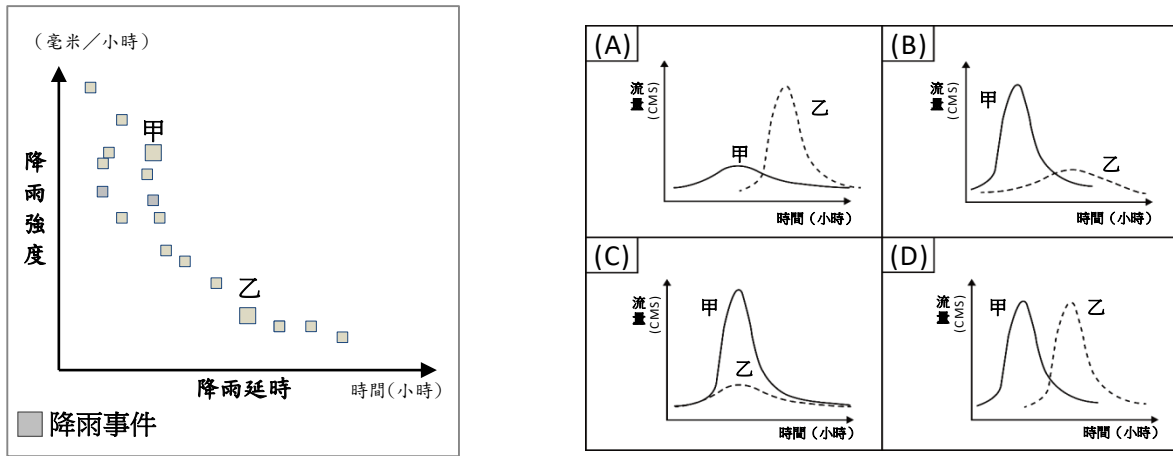 （毫米／小時）
降雨強度
甲
乙
降雨延時
時間(小時)
降雨事件
(A)
流量(CMS)
甲
乙
時間（小時）
(B)
流量(CMS)
甲
乙
時間（小時）
(C)
流量(CMS)
甲
乙
時間（小時）
(D)
流量(CMS)
甲
乙
時間（小時）